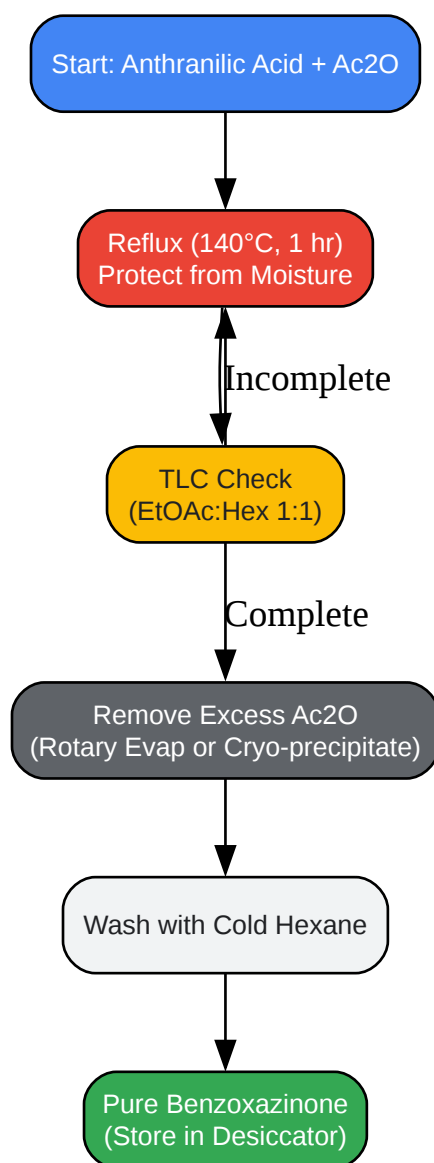 Start: Anthranilic Acid + Ac2O
Reflux (140°C, 1 hr)
Protect from Moisture
Incomplete
TLC Check
(EtOAc:Hex 1:1)
Complete
Remove Excess Ac2O
(Rotary Evap or Cryo-precipitate)
Wash with Cold Hexane
Pure Benzoxazinone
(Store in Desiccator)